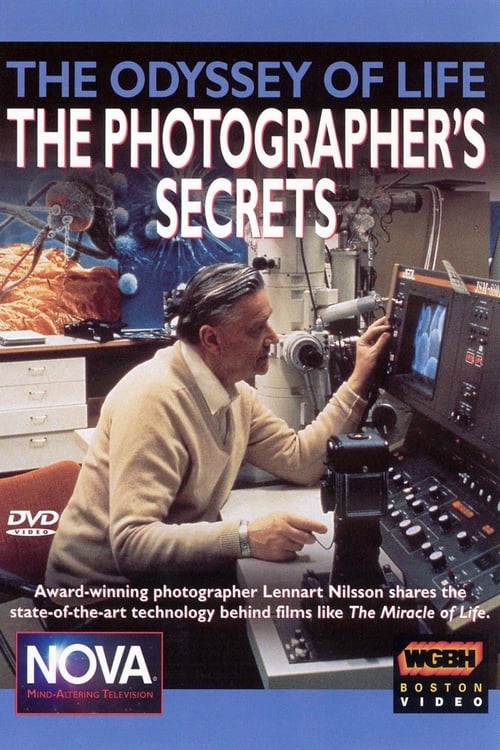 THE ODYSSEY OF LIFE
THE PHOTOGRAPHER'S
SECRETS
JEOL
DVD
VIDEO
Award-winning photographer Lennart Nilsson shares the
state-of-the-art technology behind films like The Miracle of Life.
NOVA®
MIND-ALTERING TELEVISION
WGBH
BOSTON
VIDEO